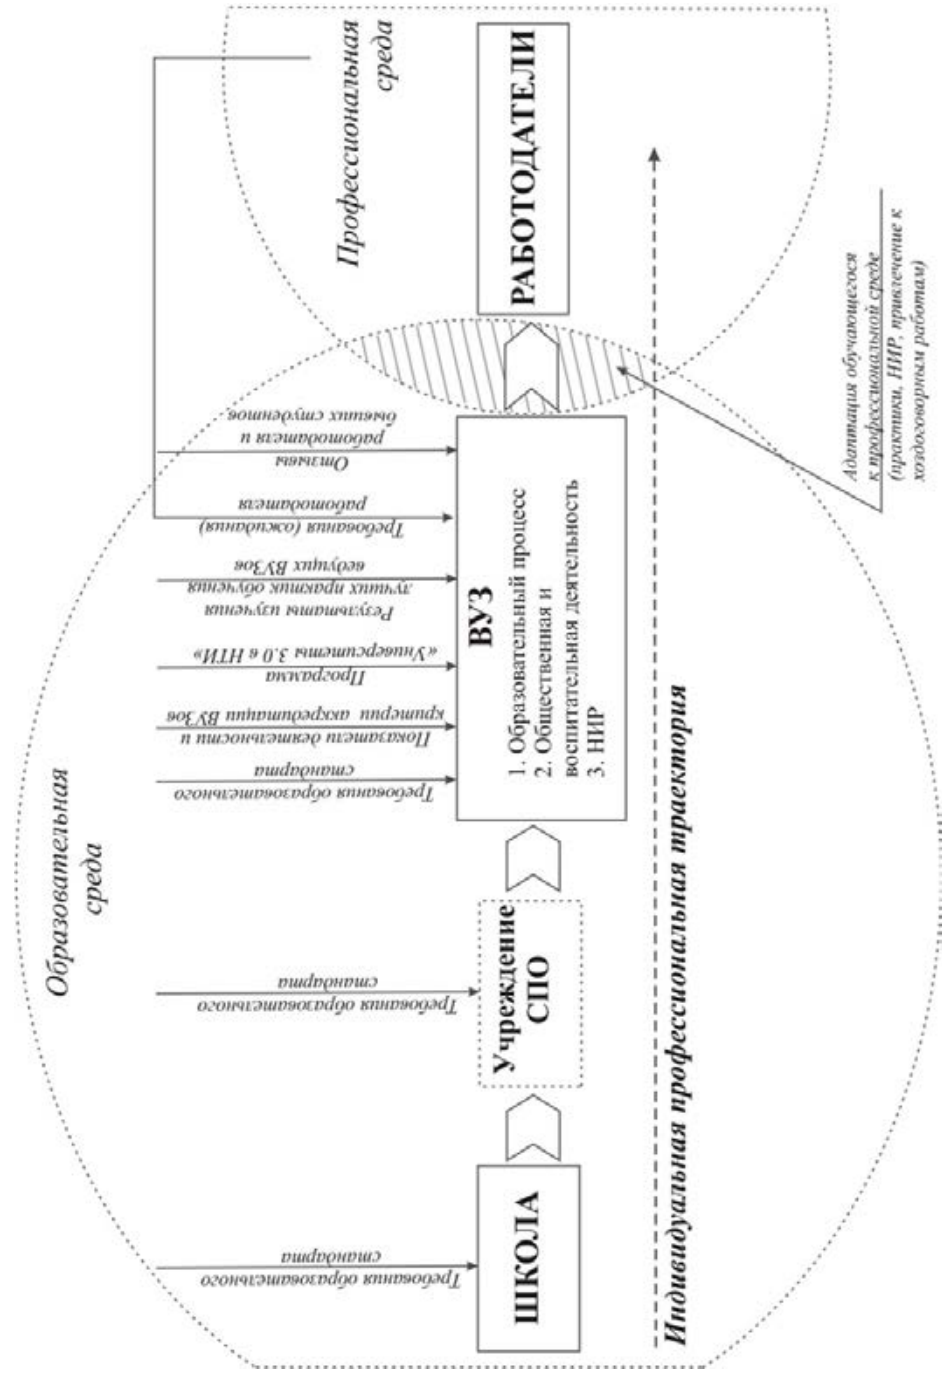 Образовательная
среда
Профессиональная
среда
Требования образовательного
стандарта
Требования образовательного
стандарта
Требования образовательного
стандарта
Показатели деятельности и
критерии аккредитации ВУЗов
Программа
«Университеты 3.0 в НТИ»
Результаты изучения
лучших практик обучения
ведущих ВУЗов
Требования (ожидания)
работодателя
Отзывы
работодателя и
бывших студентов
ШКОЛА
Учреждение
СПО
ВУЗ
1. Образовательный процесс
2. Общественная и
воспитательная деятельность
3. НИР
РАБОТОДАТЕЛИ
Индивидуальная профессиональная траектория
Адаптация обучающегося
к профессиональной среде
(практики, НИР, привлечение к
хоздоговорным работам)